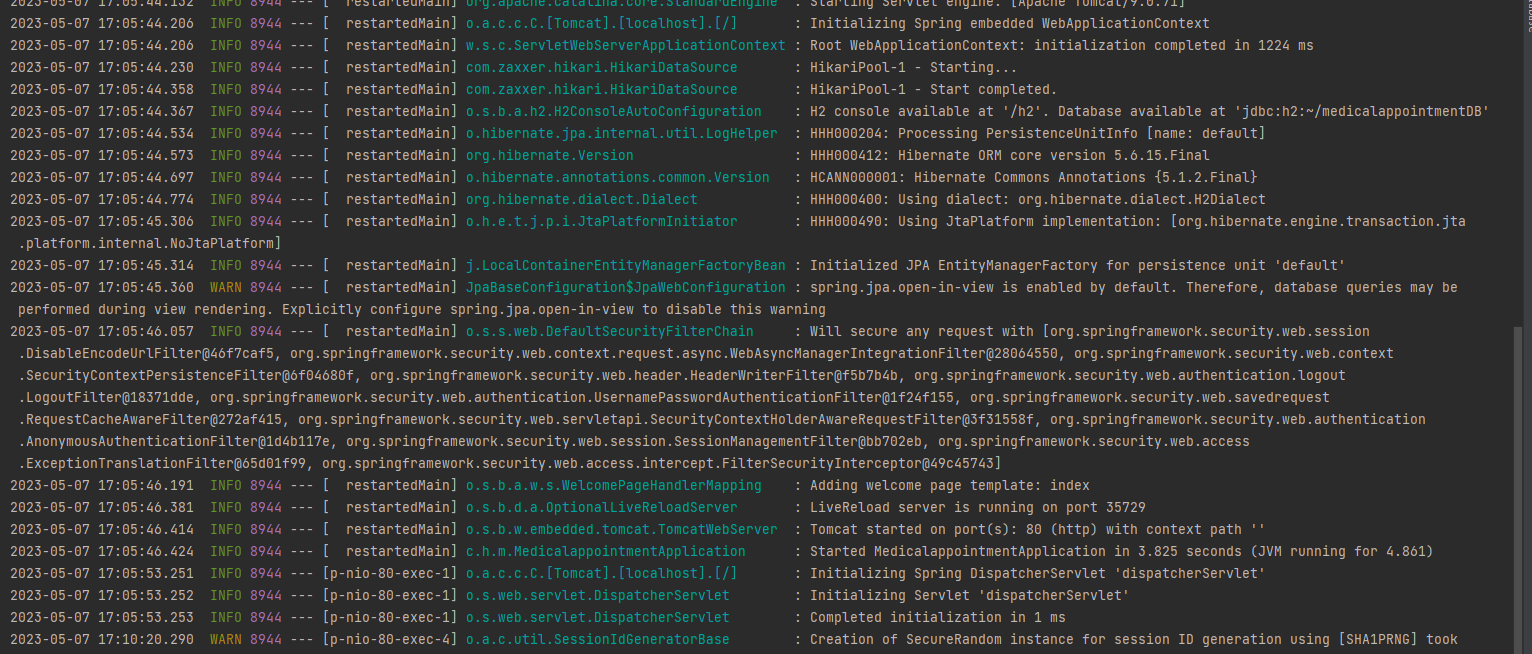 2023-05-07 17:05:44.132  INFO 8944 --- [  restartedMain] org.apache.catalina.core.StandardEngine  : Starting Servlet engine: [Apache Tomcat/9.0.71]
2023-05-07 17:05:44.206  INFO 8944 --- [  restartedMain] o.a.c.c.C.[Tomcat].[localhost].[/]       : Initializing Spring embedded WebApplicationContext
2023-05-07 17:05:44.206  INFO 8944 --- [  restartedMain] w.s.c.ServletWebServerApplicationContext : Root WebApplicationContext: initialization completed in 1224 ms
2023-05-07 17:05:44.230  INFO 8944 --- [  restartedMain] com.zaxxer.hikari.HikariDataSource       : HikariPool-1 - Starting...
2023-05-07 17:05:44.358  INFO 8944 --- [  restartedMain] com.zaxxer.hikari.HikariDataSource       : HikariPool-1 - Start completed.
2023-05-07 17:05:44.367  INFO 8944 --- [  restartedMain] o.s.b.a.h2.H2ConsoleAutoConfiguration    : H2 console available at '/h2'. Database available at 'jdbc:h2:~/medicalappointmentDB'
2023-05-07 17:05:44.534  INFO 8944 --- [  restartedMain] o.hibernate.jpa.internal.util.LogHelper  : HHH000204: Processing PersistenceUnitInfo [name: default]
2023-05-07 17:05:44.573  INFO 8944 --- [  restartedMain] org.hibernate.Version                    : HHH000412: Hibernate ORM core version 5.6.15.Final
2023-05-07 17:05:44.697  INFO 8944 --- [  restartedMain] o.hibernate.annotations.common.Version   : HCANN000001: Hibernate Commons Annotations {5.1.2.Final}
2023-05-07 17:05:44.774  INFO 8944 --- [  restartedMain] org.hibernate.dialect.Dialect            : HHH000400: Using dialect: org.hibernate.dialect.H2Dialect
2023-05-07 17:05:45.306  INFO 8944 --- [  restartedMain] o.h.e.t.j.p.i.JtaPlatformInitiator       : HHH000490: Using JtaPlatform implementation: [org.hibernate.engine.transaction.jta
.platform.internal.NoJtaPlatform]
2023-05-07 17:05:45.314  INFO 8944 --- [  restartedMain] j.LocalContainerEntityManagerFactoryBean : Initialized JPA EntityManagerFactory for persistence unit 'default'
2023-05-07 17:05:45.360  WARN 8944 --- [  restartedMain] JpaBaseConfiguration$JpaWebConfiguration : spring.jpa.open-in-view is enabled by default. Therefore, database queries may be
performed during view rendering. Explicitly configure spring.jpa.open-in-view to disable this warning
2023-05-07 17:05:46.057  INFO 8944 --- [  restartedMain] o.s.s.web.DefaultSecurityFilterChain     : Will secure any request with [org.springframework.security.web.session
.DisableEncodeUrlFilter@46f7caf5, org.springframework.security.web.context.request.async.WebAsyncManagerIntegrationFilter@28064550, org.springframework.security.web.context
.SecurityContextPersistenceFilter@6f04680f, org.springframework.security.web.header.HeaderWriterFilter@f5b7b4b, org.springframework.security.web.authentication.logout
.LogoutFilter@18371dde, org.springframework.security.web.authentication.UsernamePasswordAuthenticationFilter@1f24f155, org.springframework.security.web.savedrequest
.RequestCacheAwareFilter@272af415, org.springframework.security.web.servletapi.SecurityContextHolderAwareRequestFilter@3f31558f, org.springframework.security.web.authentication
.AnonymousAuthenticationFilter@1d4b117e, org.springframework.security.web.session.SessionManagementFilter@bb702eb, org.springframework.security.web.access
.ExceptionTranslationFilter@65d01f99, org.springframework.security.web.access.intercept.FilterSecurityInterceptor@49c45743]
2023-05-07 17:05:46.191  INFO 8944 --- [  restartedMain] o.s.b.a.w.s.WelcomePageHandlerMapping    : Adding welcome page template: index
2023-05-07 17:05:46.381  INFO 8944 --- [  restartedMain] o.s.b.d.a.OptionalLiveReloadServer       : LiveReload server is running on port 35729
2023-05-07 17:05:46.414  INFO 8944 --- [  restartedMain] o.s.b.w.embedded.tomcat.TomcatWebServer  : Tomcat started on port(s): 80 (http) with context path ''
2023-05-07 17:05:46.424  INFO 8944 --- [  restartedMain] c.h.m.MedicalappointmentApplication      : Started MedicalappointmentApplication in 3.825 seconds (JVM running for 4.861)
2023-05-07 17:05:53.251  INFO 8944 --- [p-nio-80-exec-1] o.a.c.c.C.[Tomcat].[localhost].[/]       : Initializing Spring DispatcherServlet 'dispatcherServlet'
2023-05-07 17:05:53.252  INFO 8944 --- [p-nio-80-exec-1] o.s.web.servlet.DispatcherServlet        : Initializing Servlet 'dispatcherServlet'
2023-05-07 17:05:53.253  INFO 8944 --- [p-nio-80-exec-1] o.s.web.servlet.DispatcherServlet        : Completed initialization in 1 ms
2023-05-07 17:10:20.290  WARN 8944 --- [p-nio-80-exec-4] o.a.c.util.SessionIdGeneratorBase        : Creation of SecureRandom instance for session ID generation using [SHA1PRNG] took